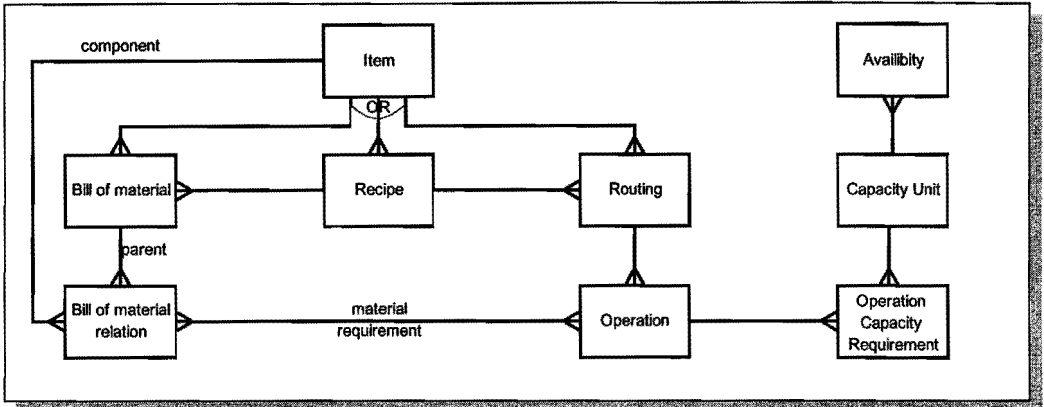 component
Item
Availibity
OR
Bill of material
Recipe
Routing
Capacity Unit
parent
Bill of material
relation
material
requirement
Operation
Operation
Capacity
Requirement